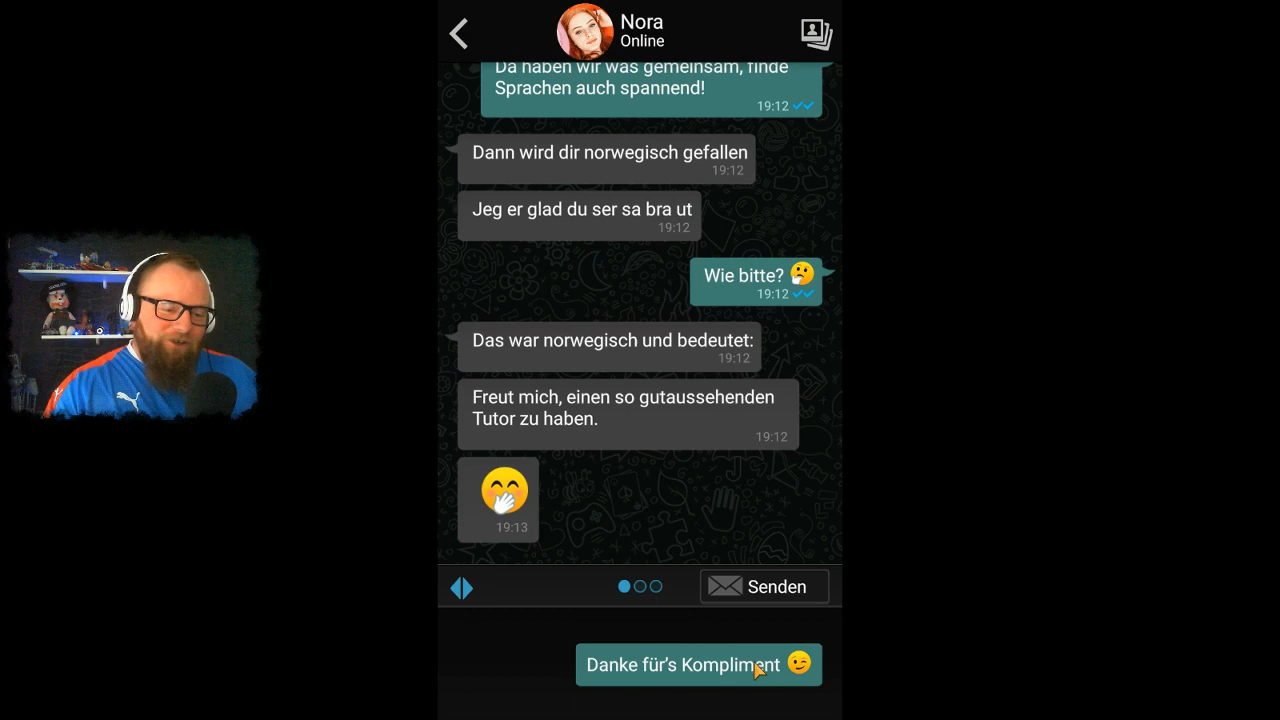 Nora
Online
Da haben wir was gemeinsam, finde
Sprachen auch spannend!
19:12
Dann wird dir norwegisch gefallen
19:12
Jeg er glad du ser sa bra ut
19:12
Wie bitte? 🤔
19:12
Das war norwegisch und bedeutet:
19:12
Freut mich, einen so gutaussehenden
Tutor zu haben.
19:12
🤭
19:13
Senden
Danke für's Kompliment 😉